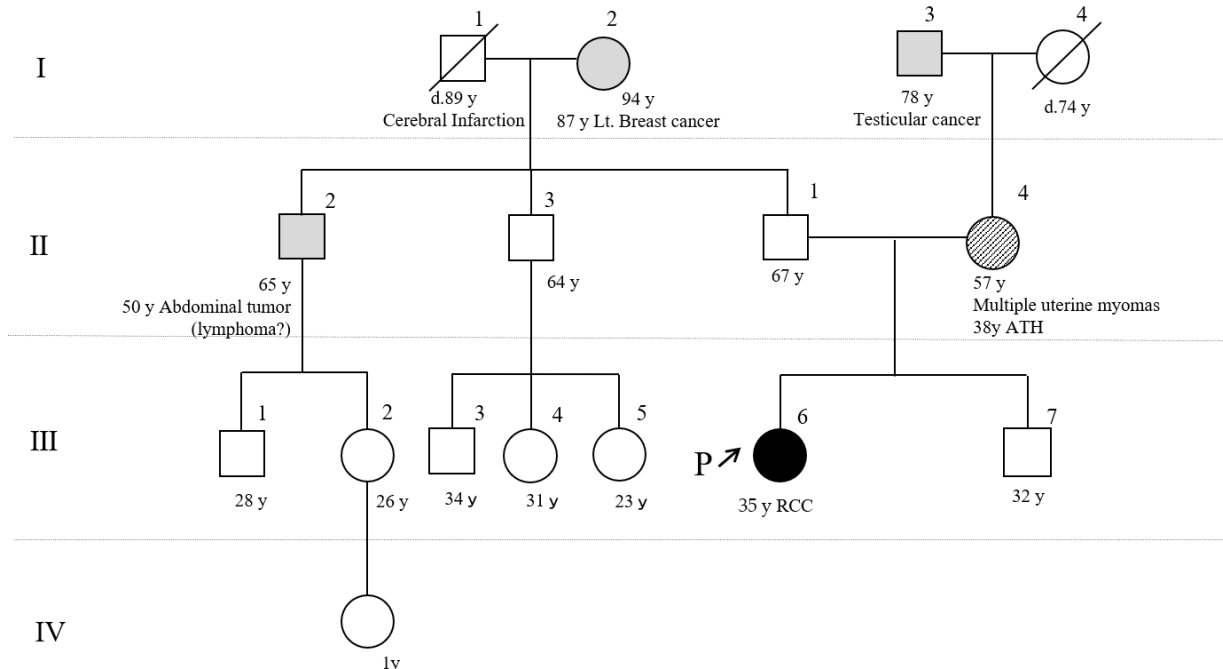 1
2
3
4
I
d.89 y
Cerebral Infarction
94 y
87 y Lt. Breast cancer
78 y
Testicular cancer
d.74 y
2
3
1
4
II
65 y
50 y Abdominal tumor
(lymphoma?)
64 y
67 y
57 y
Multiple uterine myomas
38y ATH
1
2
3
4
5
6
7
III
P
28 y
26 y
34 y
31 y
23 y
35 y RCC
32 y
IV
1y